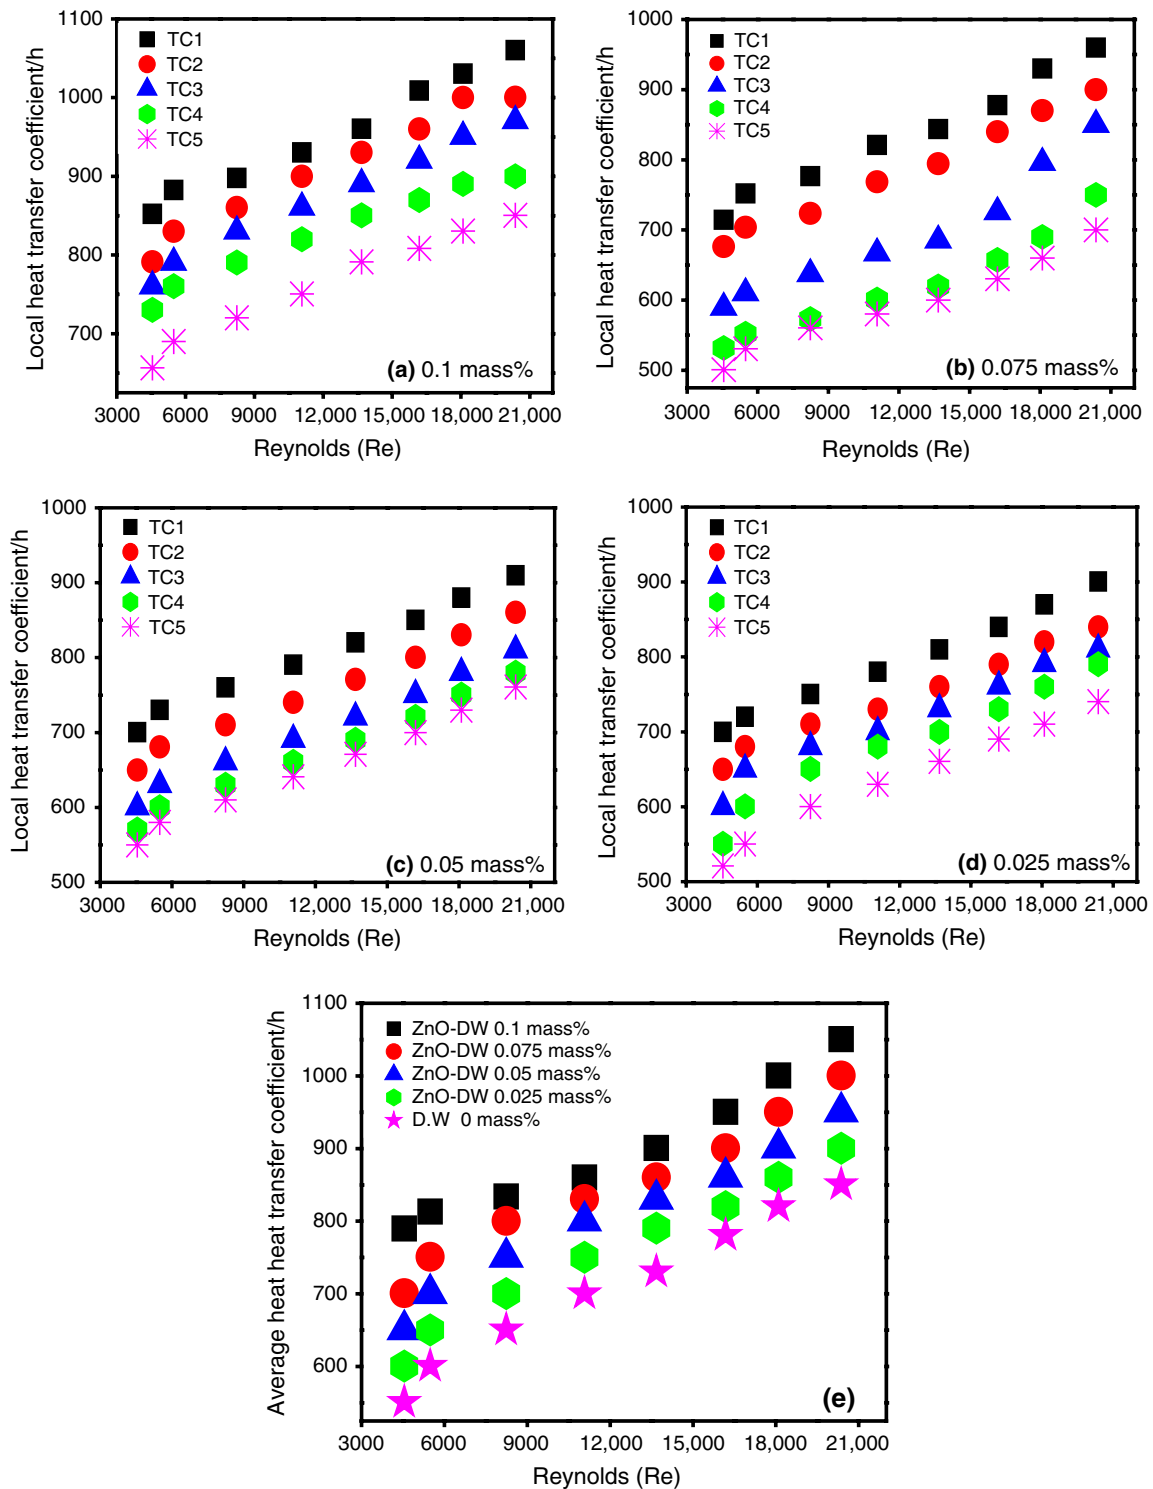 1100
1000
900
800
700
Local heat transfer coefficient/h
TC1
TC2
TC3
TC4
TC5
(a) 0.1 mass%
3000 6000 9000 12,000 15,000 18,000 21,000
Reynolds (Re)
1000
900
800
700
600
500
Local heat transfer coefficient/h
TC1
TC2
TC3
TC4
TC5
(b) 0.075 mass%
3000 6000 9000 12,000 15,000 18,000 21,000
Reynolds (Re)
1000
900
800
700
600
500
Local heat transfer coefficient/h
TC1
TC2
TC3
TC4
TC5
(c) 0.05 mass%
3000 6000 9000 12,000 15,000 18,000 21,000
Reynolds (Re)
1000
900
800
700
600
500
Local heat transfer coefficient/h
TC1
TC2
TC3
TC4
TC5
(d) 0.025 mass%
3000 6000 9000 12,000 15,000 18,000 21,000
Reynolds (Re)
1100
1000
900
800
700
600
Average heat heat transfer coefficient/h
ZnO-DW 0.1 mass%
ZnO-DW 0.075 mass%
ZnO-DW 0.05 mass%
ZnO-DW 0.025 mass%
D.W 0 mass%
(e)
3000 6000 9000 12,000 15,000 18,000 21,000
Reynolds (Re)